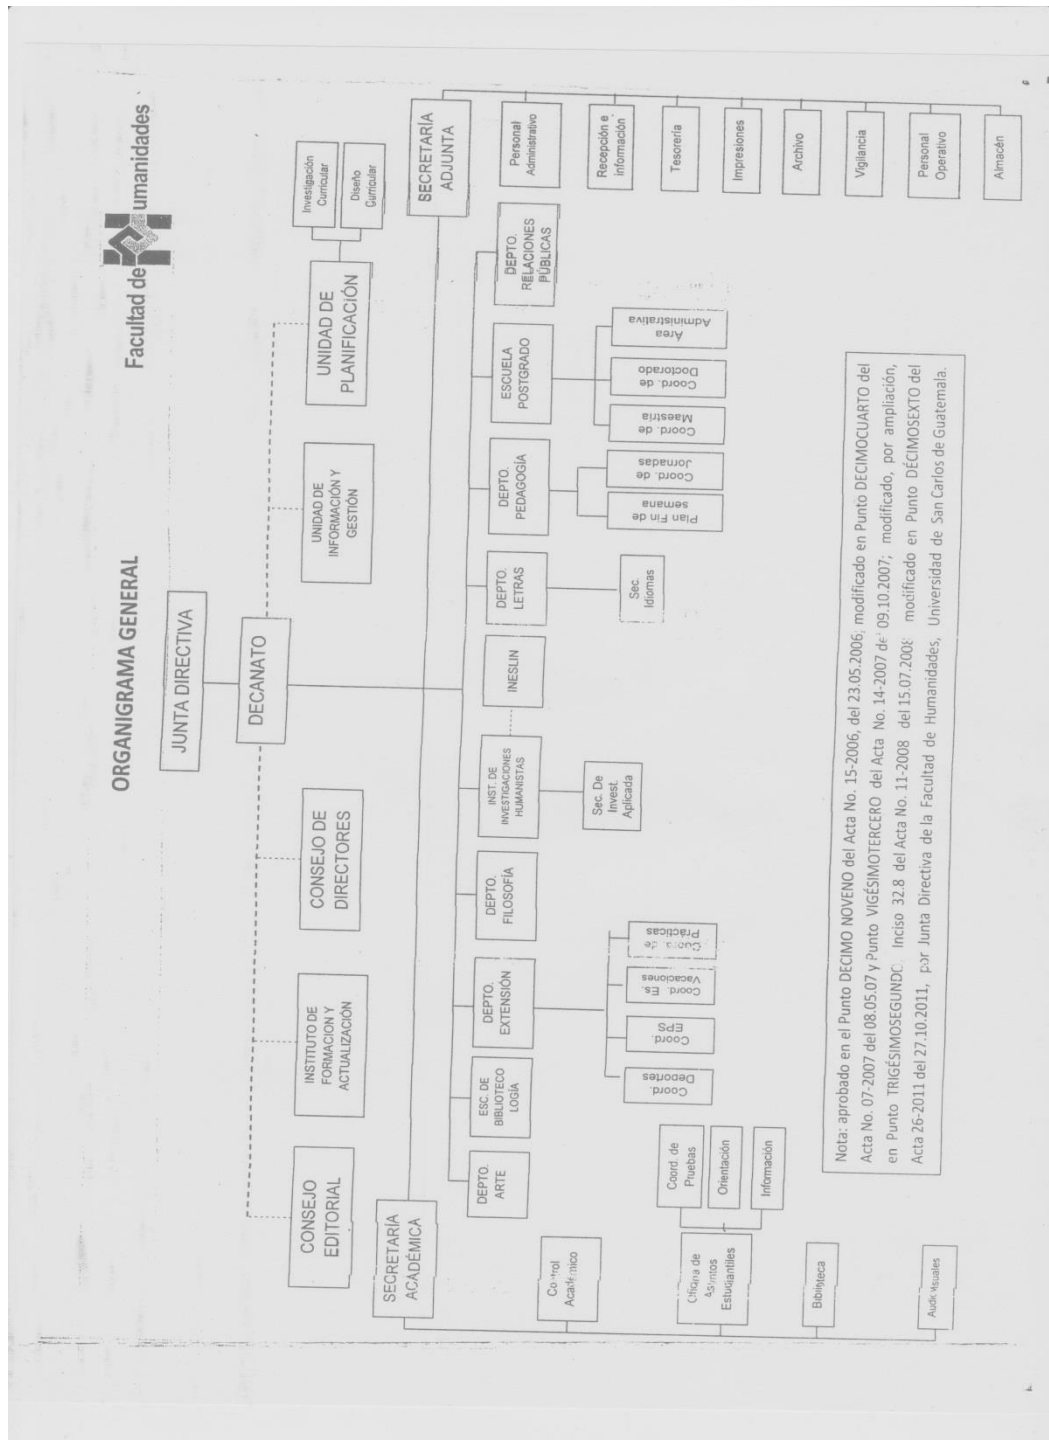 Facultad de Humanidades
ORGANIGRAMA GENERAL
JUNTA DIRECTIVA
DECANATO
CONSEJO
EDITORIAL
INSTITUTO DE
FORMACION Y
ACTUALIZACIÓN
CONSEJO DE
DIRECTORES
UNIDAD DE
INFORMACIÓN Y
GESTIÓN
UNIDAD DE
PLANIFICACIÓN
Investigación
Curricular
Diseño
Curricular
SECRETARÍA
ACADÉMICA
SECRETARÍA
ADJUNTA
DEPTO.
ARTE
ESC. DE
BIBLIOTECO
LOGÍA
DEPTO.
EXTENSIÓN
DEPTO.
FILOSOFÍA
INST. DE
INVESTIGACIONES
HUMANISTAS
INESLIN
DEPTO.
LETRAS
DEPTO.
PEDAGOGÍA
ESCUELA
POSTGRADO
DEPTO.
RELACIONES
PÚBLICAS
Control
Académico
Oficina de
Asuntos
Estudiantiles
Coord. de
Pruebas
Orientación
Información
Biblioteca
Audiovisuales
Coord.
Deportes
Coord.
EPS
Coord. Es.
Vacaciones
Coord. de
Prácticas
Sec. De
Invest.
Aplicada
Sec.
Idiomas
Plan Fin de
semana
Coord. de
Jornadas
Coord. de
Maestría
Coord. de
Doctorado
Área
Administrativa
Personal
Administrativo
Recepción e
Información
Tesorería
Impresiones
Archivo
Vigilancia
Personal
Operativo
Almacén
Nota: aprobado en el Punto DECIMO NOVENO del Acta No. 15-2006, del 23.05.2006; modificado en Punto DECIMOCUARTO del
Acta No. 07-2007 del 08.05.07 y Punto VIGÉSIMOTERCERO del Acta No. 14-2007 del 09.10.2007; modificado, por ampliación,
en Punto TRIGÉSIMOSEGUNDO Inciso 32.8 del Acta No. 11-2008 del 15.07.2008 modificado en Punto DÉCIMOSEXTO del
Acta 26-2011 del 27.10.2011, por Junta Directiva de la Facultad de Humanidades, Universidad de San Carlos de Guatemala.